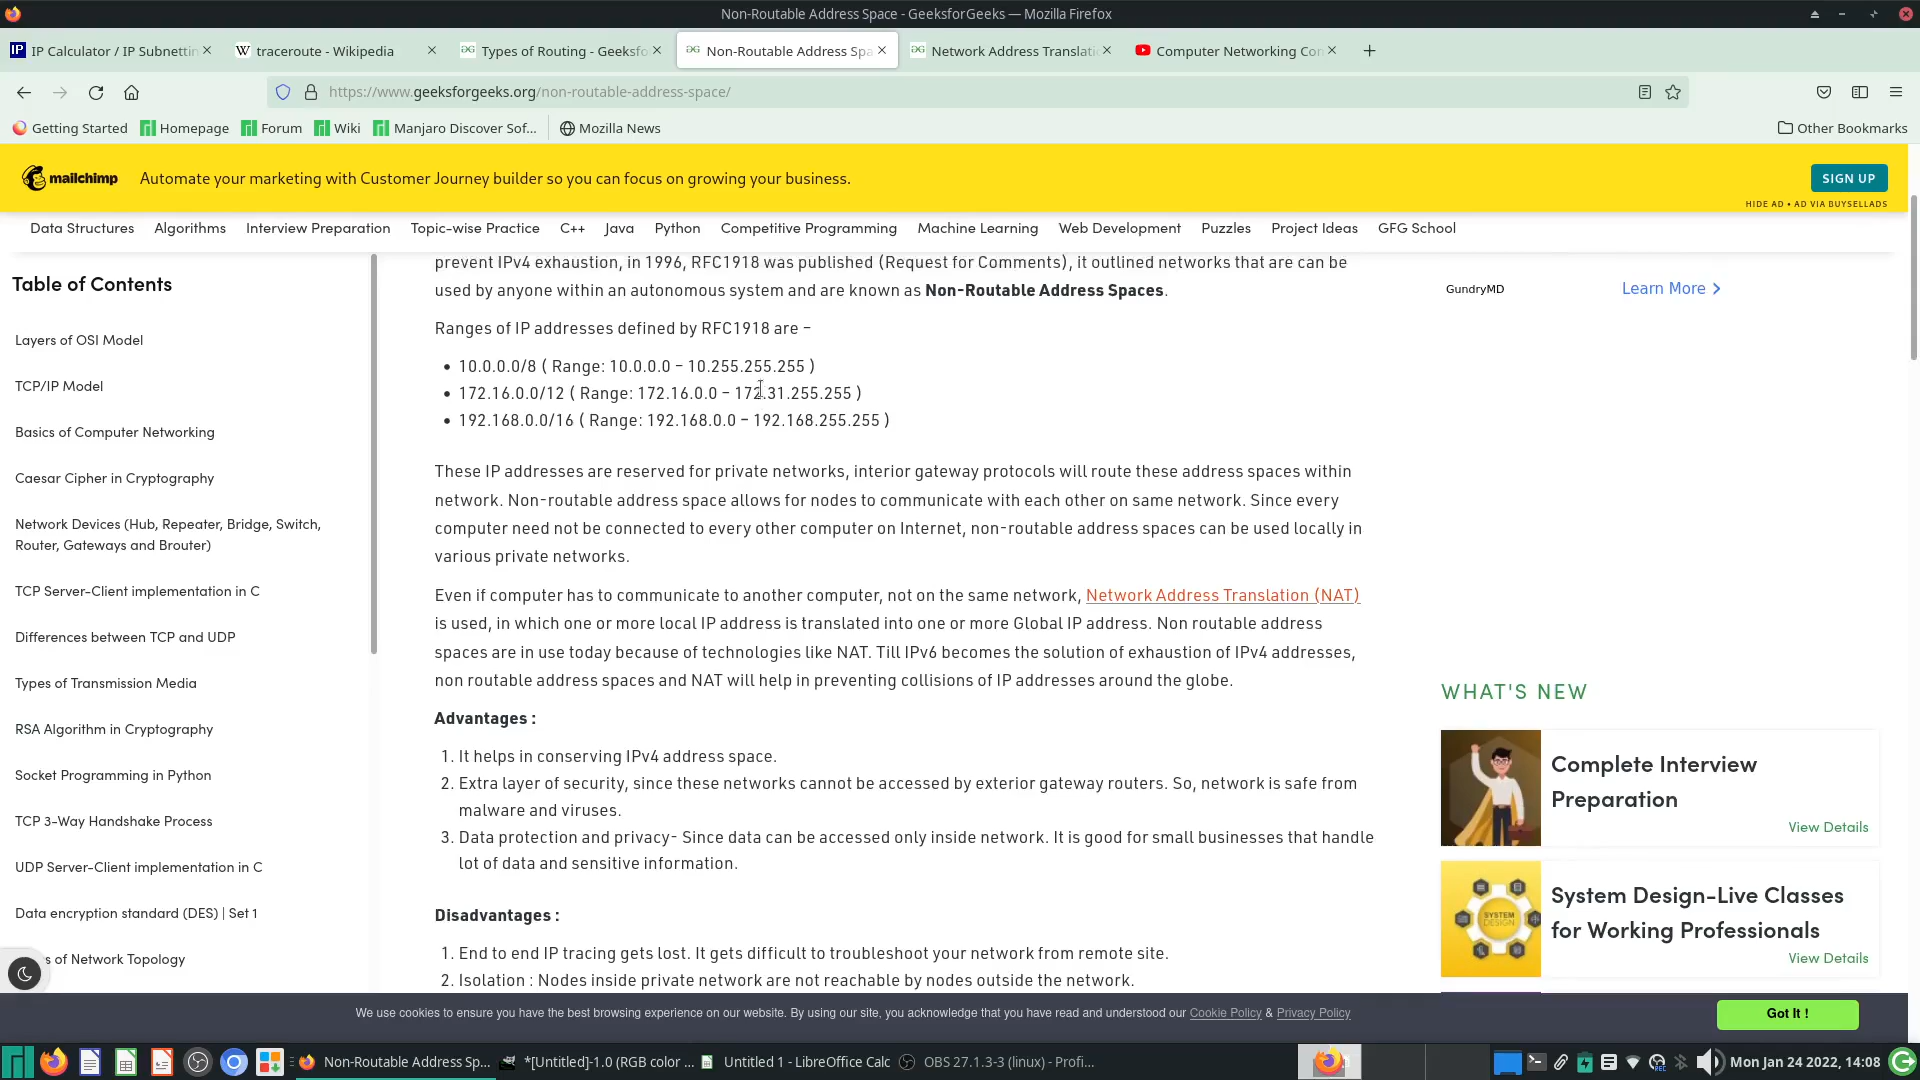 Non-Routable Address Space - GeeksforGeeks — Mozilla Firefox
IP Calculator / IP Subnettin
traceroute - Wikipedia
Types of Routing - Geeksfo
Non-Routable Address Spa
Network Address Translati
Computer Networking Con
https://www.geeksforgeeks.org/non-routable-address-space/
Getting Started
Homepage
Forum
Wiki
Manjaro Discover Sof...
Mozilla News
Other Bookmarks
mailchimp
Automate your marketing with Customer Journey builder so you can focus on growing your business.
SIGN UP
HIDE AD • AD VIA BUYSELLADS
Data Structures
Algorithms
Interview Preparation
Topic-wise Practice
C++
Java
Python
Competitive Programming
Machine Learning
Web Development
Puzzles
Project Ideas
GFG School
Table of Contents
Layers of OSI Model
TCP/IP Model
Basics of Computer Networking
Caesar Cipher in Cryptography
Network Devices (Hub, Repeater, Bridge, Switch,
Router, Gateways and Brouter)
TCP Server-Client implementation in C
Differences between TCP and UDP
Types of Transmission Media
RSA Algorithm in Cryptography
Socket Programming in Python
TCP 3-Way Handshake Process
UDP Server-Client implementation in C
Data encryption standard (DES) | Set 1
of Network Topology
prevent IPv4 exhaustion, in 1996, RFC1918 was published (Request for Comments), it outlined networks that are can be
used by anyone within an autonomous system and are known as Non-Routable Address Spaces.
Ranges of IP addresses defined by RFC1918 are –
• 10.0.0.0/8 ( Range: 10.0.0.0 – 10.255.255.255 )
• 172.16.0.0/12 ( Range: 172.16.0.0 – 172.31.255.255 )
• 192.168.0.0/16 ( Range: 192.168.0.0 – 192.168.255.255 )
These IP addresses are reserved for private networks, interior gateway protocols will route these address spaces within
network. Non-routable address space allows for nodes to communicate with each other on same network. Since every
computer need not be connected to every other computer on Internet, non-routable address spaces can be used locally in
various private networks.
Even if computer has to communicate to another computer, not on the same network, Network Address Translation (NAT)
is used, in which one or more local IP address is translated into one or more Global IP address. Non routable address
spaces are in use today because of technologies like NAT. Till IPv6 becomes the solution of exhaustion of IPv4 addresses,
non routable address spaces and NAT will help in preventing collisions of IP addresses around the globe.
Advantages :
1. It helps in conserving IPv4 address space.
2. Extra layer of security, since these networks cannot be accessed by exterior gateway routers. So, network is safe from
malware and viruses.
3. Data protection and privacy- Since data can be accessed only inside network. It is good for small businesses that handle
lot of data and sensitive information.
Disadvantages :
1. End to end IP tracing gets lost. It gets difficult to troubleshoot your network from remote site.
2. Isolation : Nodes inside private network are not reachable by nodes outside the network.
GundryMD
Learn More
WHAT'S NEW
Complete Interview
Preparation
View Details
SYSTEM
DESIGN
System Design-Live Classes
for Working Professionals
View Details
We use cookies to ensure you have the best browsing experience on our website. By using our site, you acknowledge that you have read and understood our Cookie Policy & Privacy Policy
Got It !
Non-Routable Address Sp...
*[Untitled]-1.0 (RGB color ...
Untitled 1 - LibreOffice Calc
OBS 27.1.3-3 (linux) - Profi...
Mon Jan 24 2022, 14:08